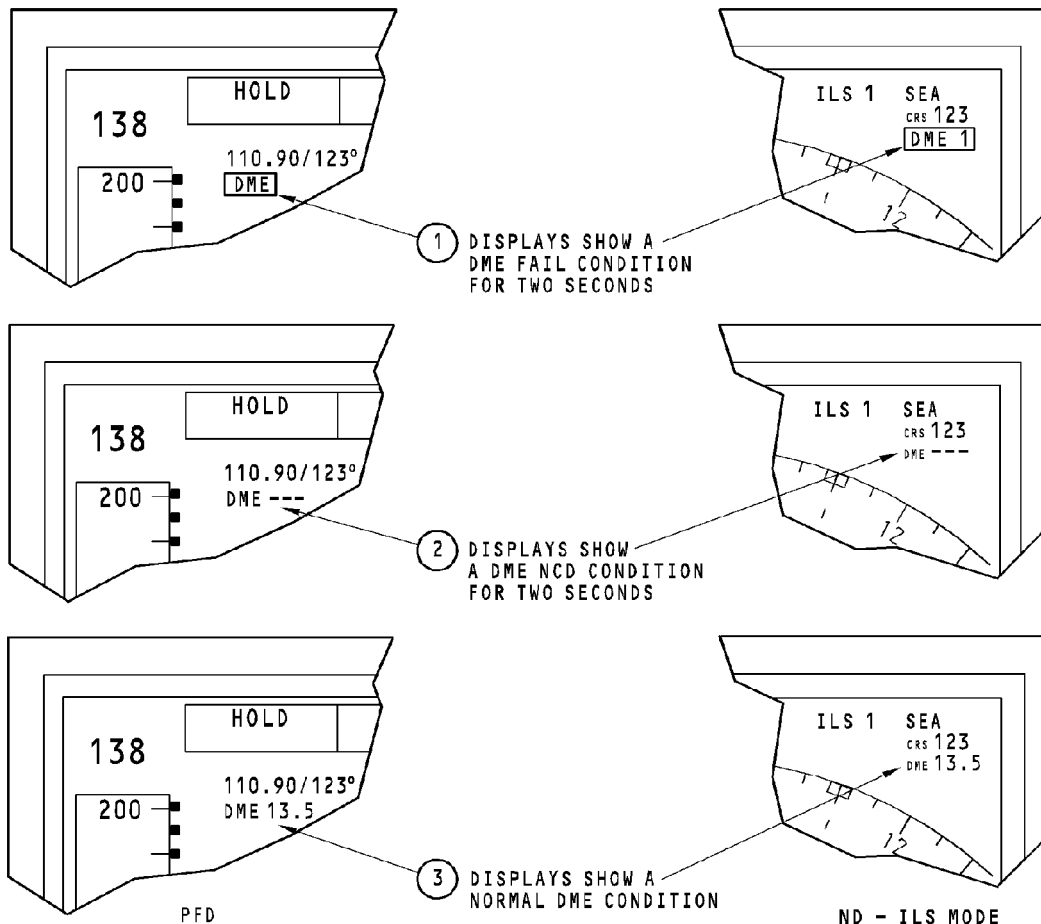 HOLD
138
110.90/123°
200
DME
ILS 1 SEA
CRS 123
DME 1
12
1 DISPLAYS SHOW A
DME FAIL CONDITION
FOR TWO SECONDS
HOLD
138
110.90/123°
200
DME ---
ILS 1 SEA
CRS 123
DME ---
12
2 DISPLAYS SHOW
A DME NCD CONDITION
FOR TWO SECONDS
HOLD
138
110.90/123°
200
DME 13.5
ILS 1 SEA
CRS 123
DME 13.5
12
3 DISPLAYS SHOW A
NORMAL DME CONDITION
PFD
ND - ILS MODE